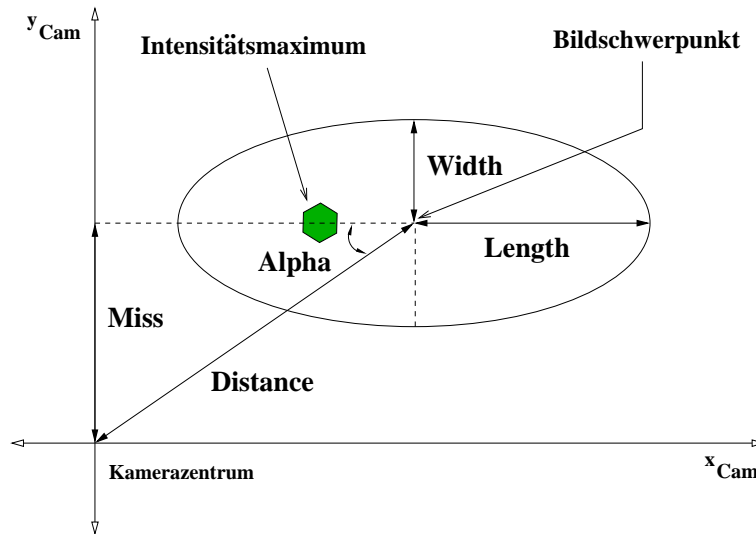 y Cam
Intensitätsmaximum
Bildschwerpunkt
Width
Alpha
Length
Miss
Distance
Kamerazentrum
x Cam